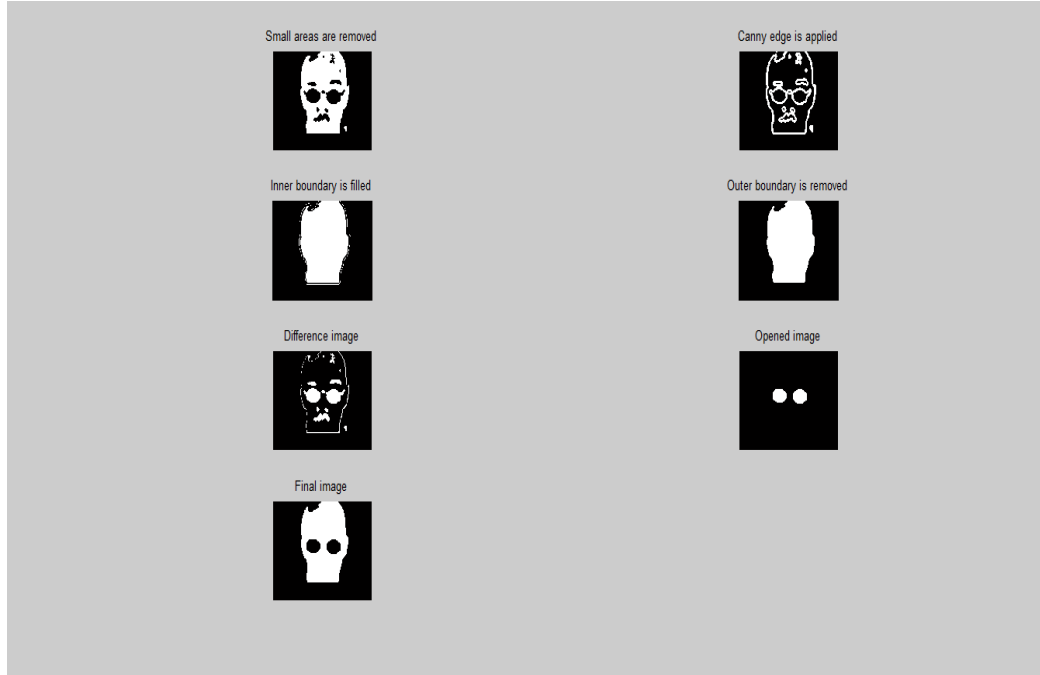 Small areas are removed
Canny edge is applied
Inner boundary is filled
Outer boundary is removed
Difference image
Opened image
Final image